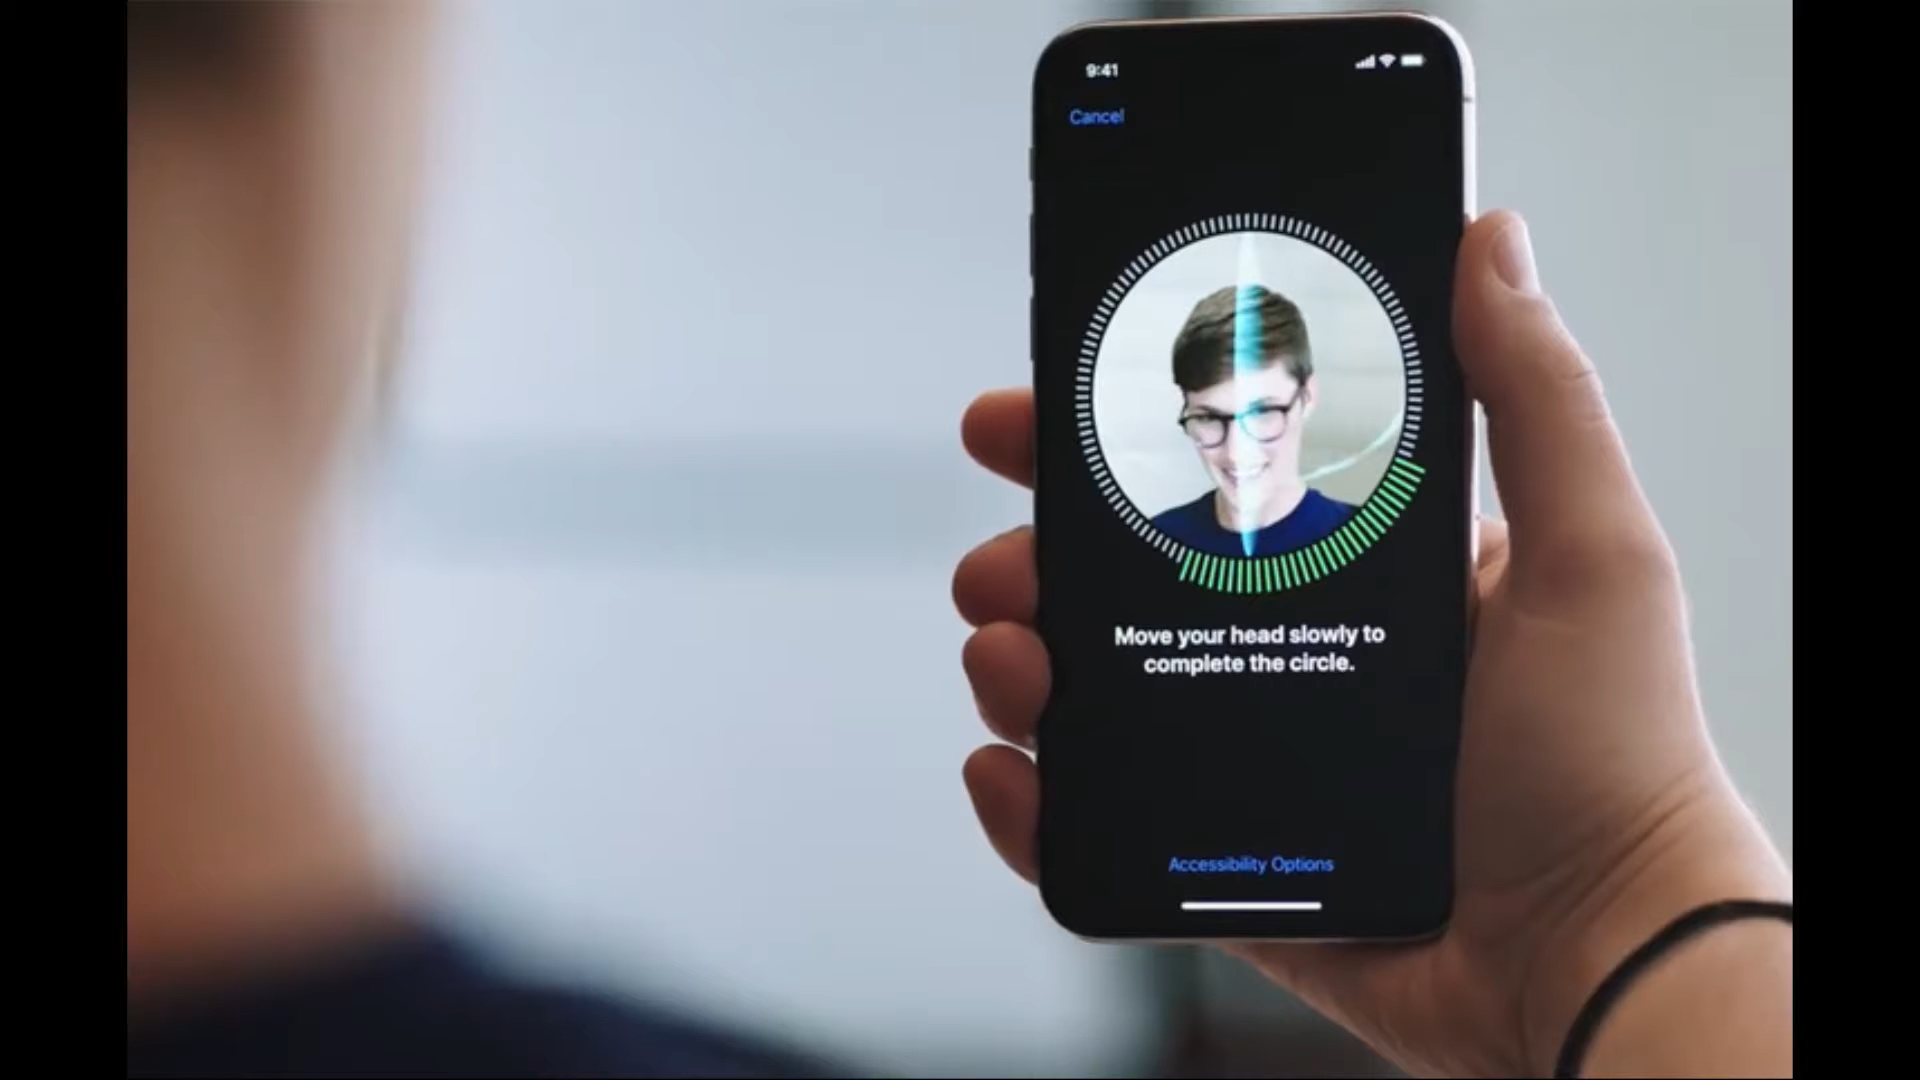 9:41
Cancel
Move your head slowly to
complete the circle.
Accessibility Options